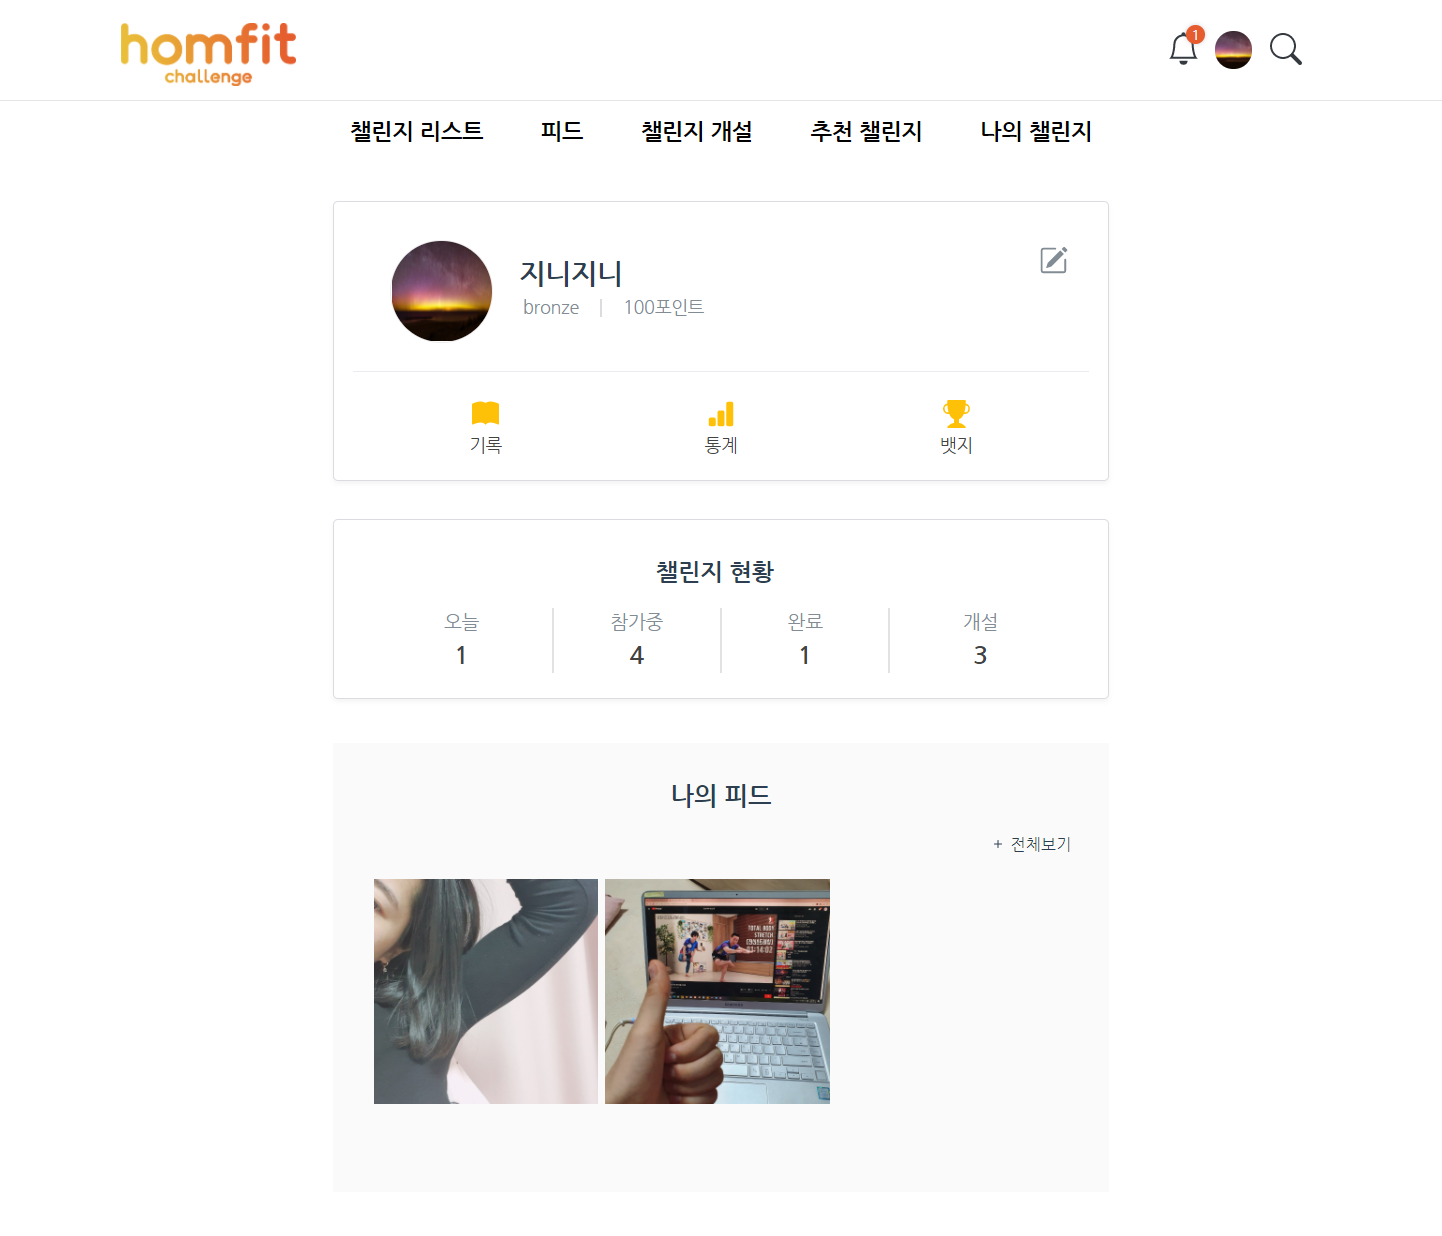 homfit
challenge
1
챌린지 리스트 피드 챌린지 개설 추천 챌린지 나의 챌린지
지니지니
bronze | 100포인트
기록 통계 뱃지
챌린지 현황
오늘 참가중 완료 개설
1 4 1 3
나의 피드
+ 전체보기
TOTAL BODY
STRETCH